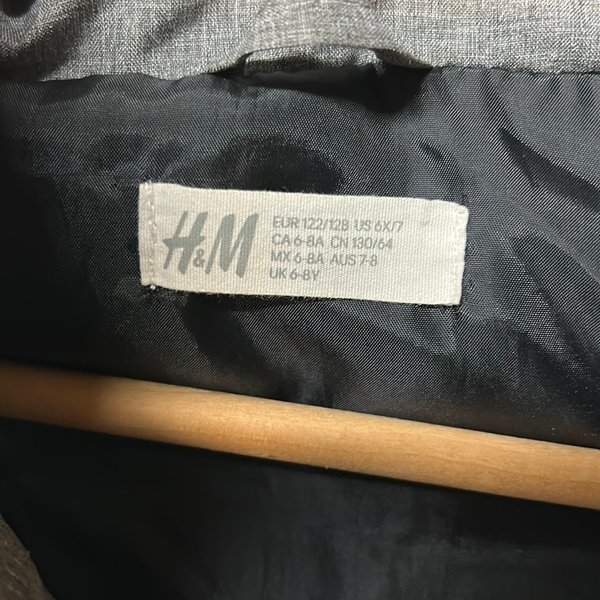 H&M
EUR 122/128 US 6X/7
CA 6-8A CN 130/64
MX 6-8A AUS 7-8
UK 6-8Y